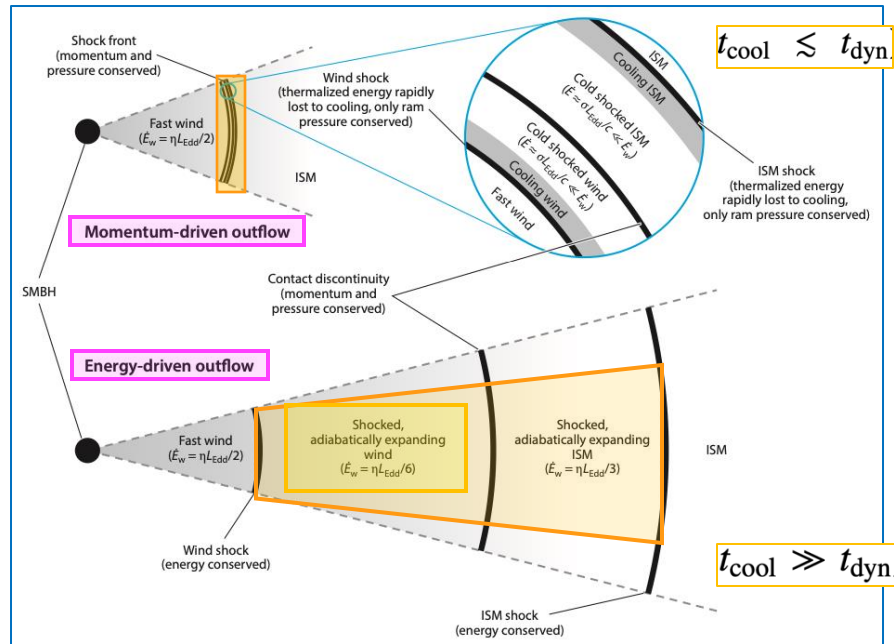 Shock front
(momentum and
pressure conserved)
Fast wind
(Ėw = ηLEdd/2)
ISM
Momentum-driven outflow
Wind shock
(thermalized energy rapidly
lost to cooling, only ram
pressure conserved)
ISM
Cooling ISM
Cold shocked ISM
(Ė ≈ σLEdd/c ≪ Ėw)
Cold shocked wind
(Ė ≈ σLEdd/c ≪ Ėw)
Cooling wind
Fast wind
tcool ≲ tdyn.
ISM shock
(thermalized energy
rapidly lost to cooling,
only ram pressure conserved)
SMBH
Contact discontinuity
(momentum and
pressure conserved)
Energy-driven outflow
Fast wind
(Ėw = ηLEdd/2)
Shocked,
adiabatically expanding
wind
(Ėw = ηLEdd/6)
Shocked,
adiabatically expanding
ISM
(Ėw = ηLEdd/3)
ISM
Wind shock
(energy conserved)
tcool ≫ tdyn.
ISM shock
(energy conserved)